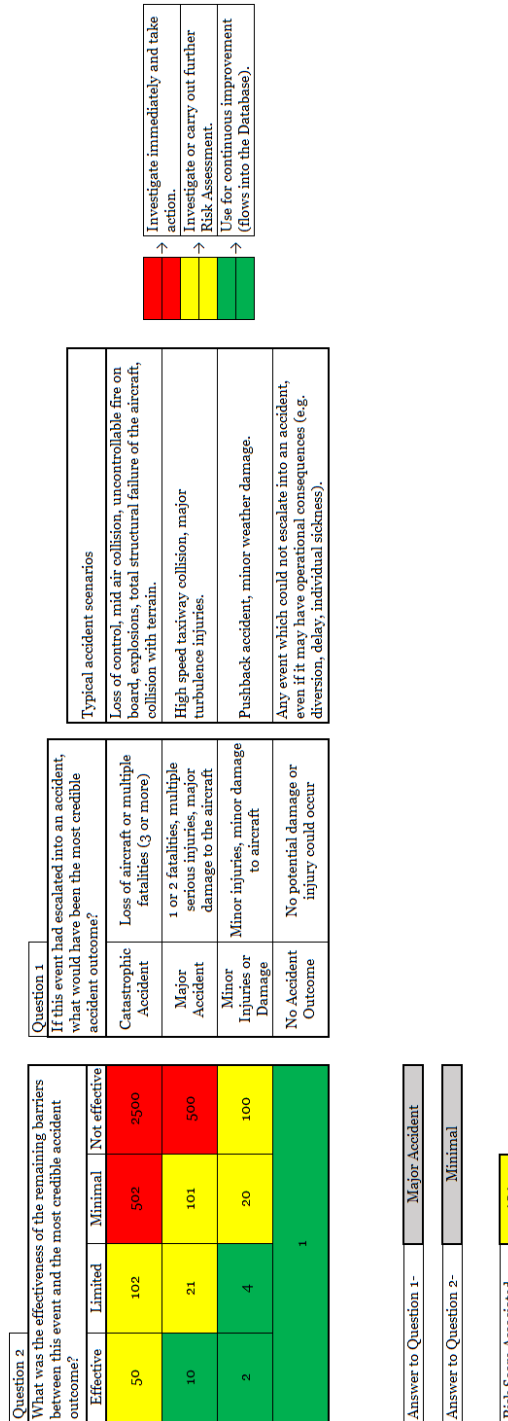 Question 2
What was the effectiveness of the remaining barriers
between this event and the most credible accident
outcome?
Effective
Limited
Minimal
Not effective
50
102
502
2500
10
21
101
500
2
4
20
100
1
Question 1
If this event had escalated into an accident,
what would have been the most credible
accident outcome?
Catastrophic
Accident
Loss of aircraft or multiple
fatalities (3 or more)
Major
Accident
1 or 2 fatalities, multiple
serious injuries, major
damage to the aircraft
Minor
Injuries or
Damage
Minor injuries, minor damage
to aircraft
No Accident
Outcome
No potential damage or
injury could occur
Typical accident scenarios
Loss of control, mid air collision, uncontrollable fire on
board, explosions, total structural failure of the aircraft,
collision with terrain.
High speed taxiway collision, major
turbulence injuries.
Pushback accident, minor weather damage.
Any event which could not escalate into an accident,
even if it may have operational consequences (e.g.
diversion, delay, individual sickness).
→ Investigate immediately and take
action.
→ Investigate or carry out further
Risk Assessment.
→ Use for continuous improvement
(flows into the Database).
Answer to Question 1-
Major Accident
Answer to Question 2-
Minimal
Risk Score Associated